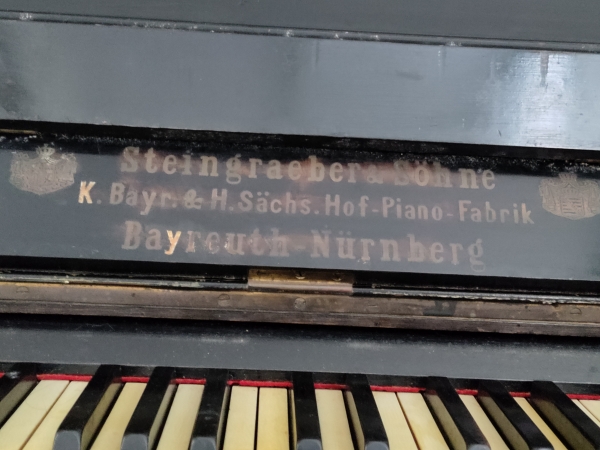 Steingraeber & Söhne
K. Bayr. & H. Sächs. Hof-Piano-Fabrik
Bayreuth-Nürnberg